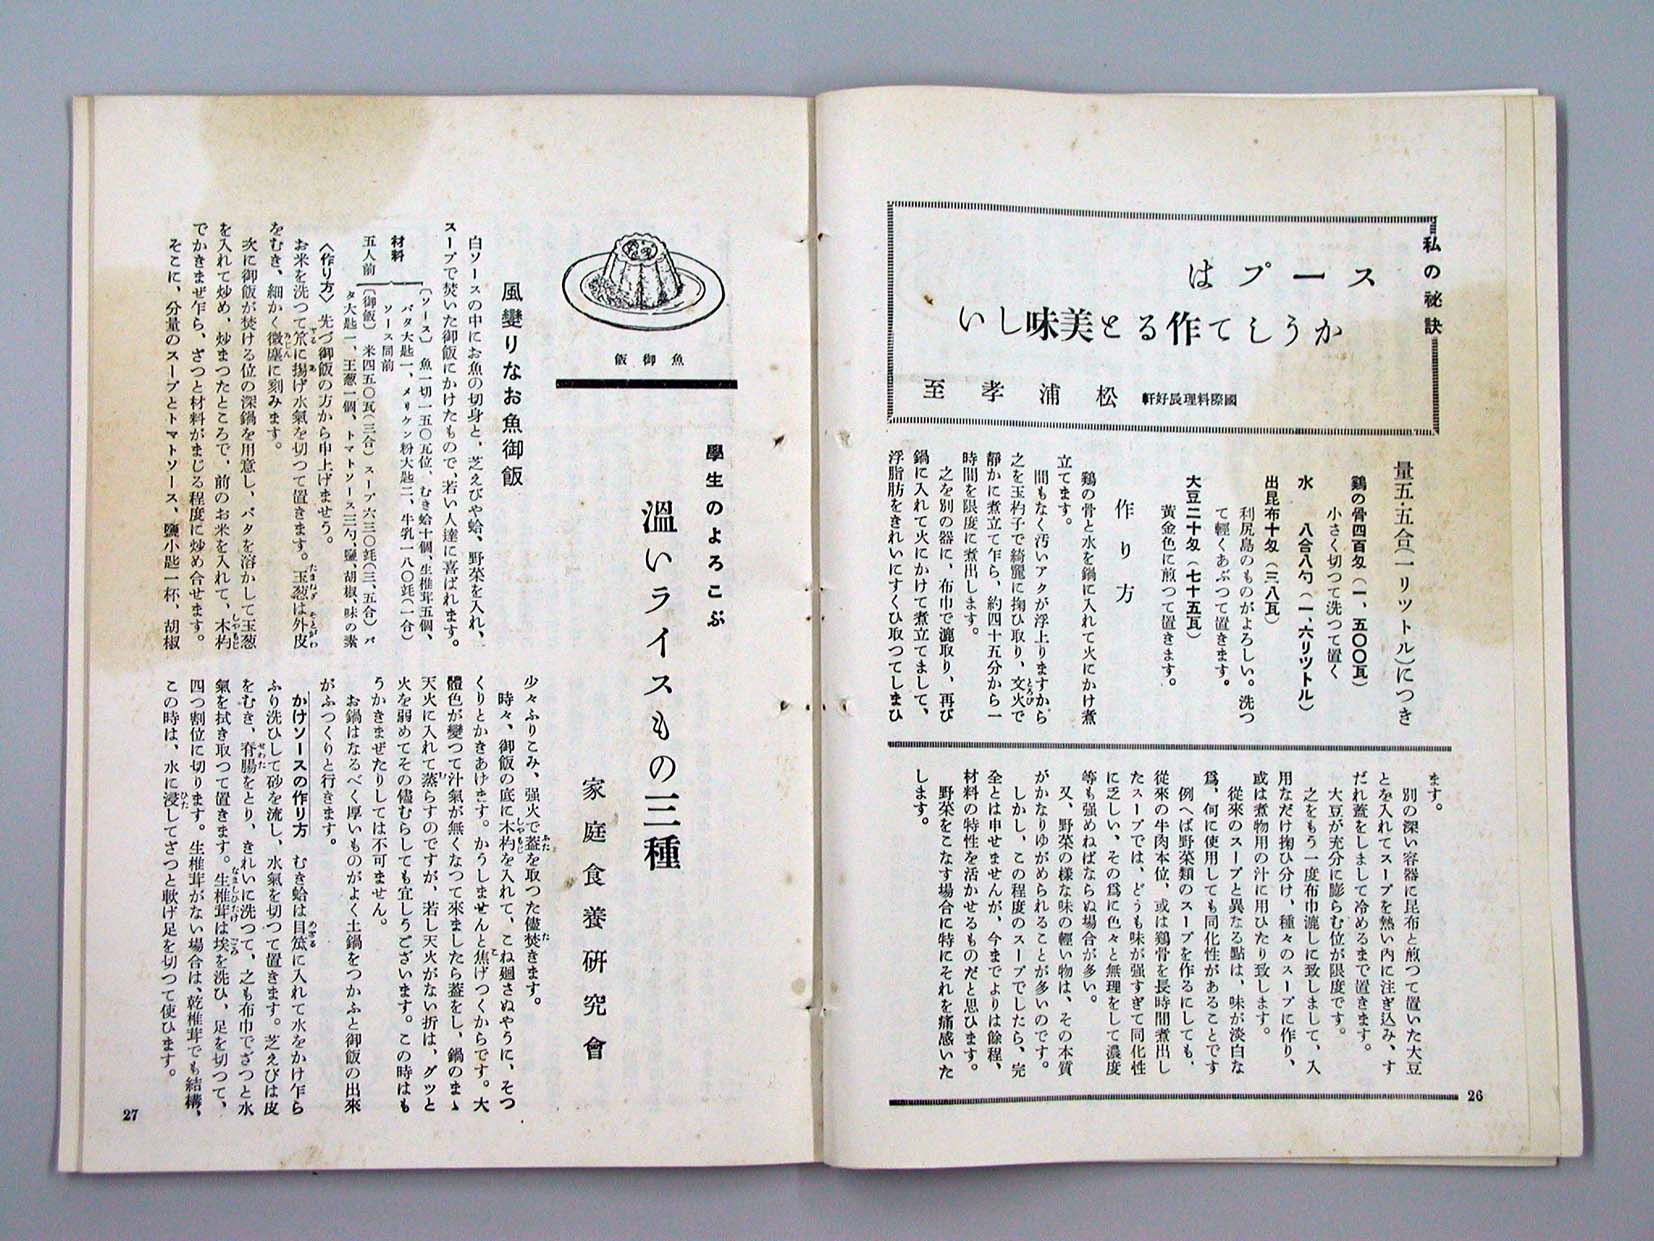 私の祕訣
スープは
かうして作ると美味しい
國際料理長好軒
松浦孝至
量五・五合(一リツトル)につき
鶏の骨四百匁(一、五〇〇瓦)
小さく切つて洗つて置く
水 八合八勺(一、六リツトル)
出昆布十匁(三・八瓦)
利尻島のものがよろしい。洗つ
て輕くあぶつて置きます。
大豆二十匁(七十五瓦)
黄金色に煎つて置きます。
作り方
鶏の骨と水を鍋に入れて火にかけ煮
立てます。
間もなく汚いアクが浮上りますから
之を玉杓子で綺麗に掬ひ取り、文火で
靜かに煮立て乍ら、約四十五分から一
時間を限度に煮出します。
之を別の器に、布巾で漉取り、再び
鍋に入れて火にかけて煮立てまして、
浮脂肪をきれいにすくひ取つてしまひ
ます。
別の深い容器に昆布と煎つて置いた大豆
とを入れてスープを熱い內に注ぎ込み、す
だれ蓋をしまして冷めるまで置きます。
大豆が充分に膨らむ位が限度です。
之をもう一度布巾漉しに致しまして、入
用なだけ掬ひ分け、種々のスープに作り、
或は煮物用の汁に用ひたり致します。
從來のスープと異なる點は、味が淡白な
爲、何に使用しても同化性があることです
例へば野菜類のスープを作るにしても、
從來の牛肉本位、或は鶏骨を長時間煮出し
たスープでは、どうも味が强すぎて同化性
に乏しい、その爲に色々と無理をして濃度
等も强めねばならぬ場合が多い。
又、野菜の樣な味の輕い物は、その本質
がかなりゆがめられることが多いのです。
しかし、この程度のスープでしたら、完
全とは申せませんが、今までよりは餘程、
材料の特性を活かせるものだと思ひます。
野菜をこなす場合に特にそれを痛感いた
します。
26
學生のよろこぶ
溫いライスもの三種
家庭食養研究會
魚御飯
風變りなお魚御飯
白ソースの中にお魚の切身と、芝えびや蛤、野菜を入れ、
スープで焚いた御飯にかけたもので、若い人達に喜ばれます。
材料
五人前
〔ソース〕 魚一切一五〇瓦位、むき蛤十個、生椎茸五個、
バタ大匙一、メリケン粉大匙二、牛乳一八〇竓(一合)
ソース同前
〔御飯〕 米四五〇瓦(三合)スープ六三〇竓(三、五合)バ
タ大匙一、玉葱一個、トマトソース三勺、鹽、胡椒、味の素
〈作り方〉 先づ御飯の方から申上げませう。
お米を洗つて笊に揚げ水氣を切つて置きます。玉葱は外皮
をむき、細かく微塵に刻みます。
次に御飯が焚ける位の深鍋を用意し、バタを溶かして玉葱
を入れて炒め、炒まつたところで、前のお米を入れて、木杓
でかきまぜ乍ら、ざつと材料がまじる程度に炒め合せます。
そこに、分量のスープとトマトソース、鹽小匙一杯、胡椒
少々ふりこみ、强火で蓋を取つた儘焚きます。
時々、御飯の底に木杓を入れて、こね廻さぬやうに、そつ
くりとかきあけます。かうしませんと焦げつくからです。大
體色が變つて汁氣が無くなつて來ましたら蓋をし、鍋のまゝ
天火に入れて蒸らすのですが、若し天火がない折は、グツと
火を弱めてその儘むらしても宜しうございます。この時はも
うかきまぜたりしては不可ません。
お鍋はなるべく厚いものがよく土鍋をつかふと御飯の出來
がふつくりと行きます。
かけソースの作り方 むき蛤は目笊に入れて水をかけ乍ら
ふり洗ひして砂を流し、水氣を切つて置きます。芝えびは皮
をむき、脊腸をとり、きれいに洗つて、之も布巾でざつと水
氣を拭き取つて置きます。生椎茸は埃を洗ひ、足を切つて、
四つ割位に切ります。生椎茸がない場合は、乾椎茸でも結構、
この時は、水に浸してざつと軟げ足を切つて使ひます。
27